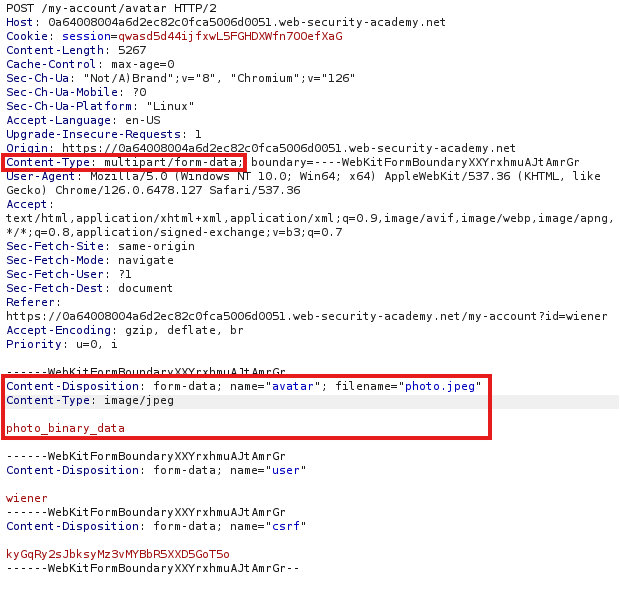 POST /my-account/avatar HTTP/2
Host: 0a64008004a6d2ec82c0fca5006d0051.web-security-academy.net
Cookie: session=qwasd5d44ijfxwL5FGHDXWfn7OOefXaG
Content-Length: 5267
Cache-Control: max-age=0
Sec-Ch-Ua: "Not/A)Brand";v="8", "Chromium";v="126"
Sec-Ch-Ua-Mobile: ?0
Sec-Ch-Ua-Platform: "Linux"
Accept-Language: en-US
Upgrade-Insecure-Requests: 1
Origin: https://0a64008004a6d2ec82c0fca5006d0051.web-security-academy.net
Content-Type: multipart/form-data; boundary=----WebKitFormBoundaryXXYrxhmuAJtAmrGr
User-Agent: Mozilla/5.0 (Windows NT 10.0; Win64; x64) AppleWebKit/537.36 (KHTML, like
Gecko) Chrome/126.0.6478.127 Safari/537.36
Accept:
text/html,application/xhtml+xml,application/xml;q=0.9,image/avif,image/webp,image/apng,
*/*;q=0.8,application/signed-exchange;v=b3;q=0.7
Sec-Fetch-Site: same-origin
Sec-Fetch-Mode: navigate
Sec-Fetch-User: ?1
Sec-Fetch-Dest: document
Referer:
https://0a64008004a6d2ec82c0fca5006d0051.web-security-academy.net/my-account?id=wiener
Accept-Encoding: gzip, deflate, br
Priority: u=0, i
------WebKitFormBoundaryXXYrxhmuAJtAmrGr
Content-Disposition: form-data; name="avatar"; filename="photo.jpeg"
Content-Type: image/jpeg
photo_binary_data
------WebKitFormBoundaryXXYrxhmuAJtAmrGr
Content-Disposition: form-data; name="user"
wiener
------WebKitFormBoundaryXXYrxhmuAJtAmrGr
Content-Disposition: form-data; name="csrf"
kyGqRy2sJbksyMz3vMYBbR5XXD5GoT5o
------WebKitFormBoundaryXXYrxhmuAJtAmrGr--